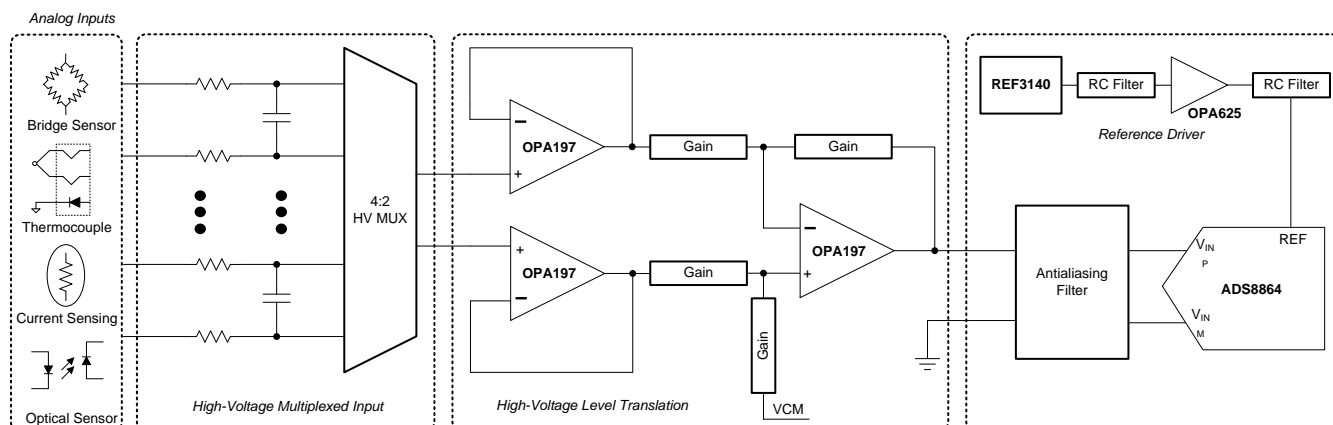 Analog Inputs
Bridge Sensor
Thermocouple
Current Sensing
Optical Sensor
4:2
HV MUX
High-Voltage Multiplexed Input
OPA197
+
OPA197
+
Gain
Gain
Gain
Gain
VCM
OPA197
+
High-Voltage Level Translation
REF3140
RC Filter
OPA625
RC Filter
Reference Driver
Antialiasing
Filter
REF
VIN
P
ADS8864
VIN
M